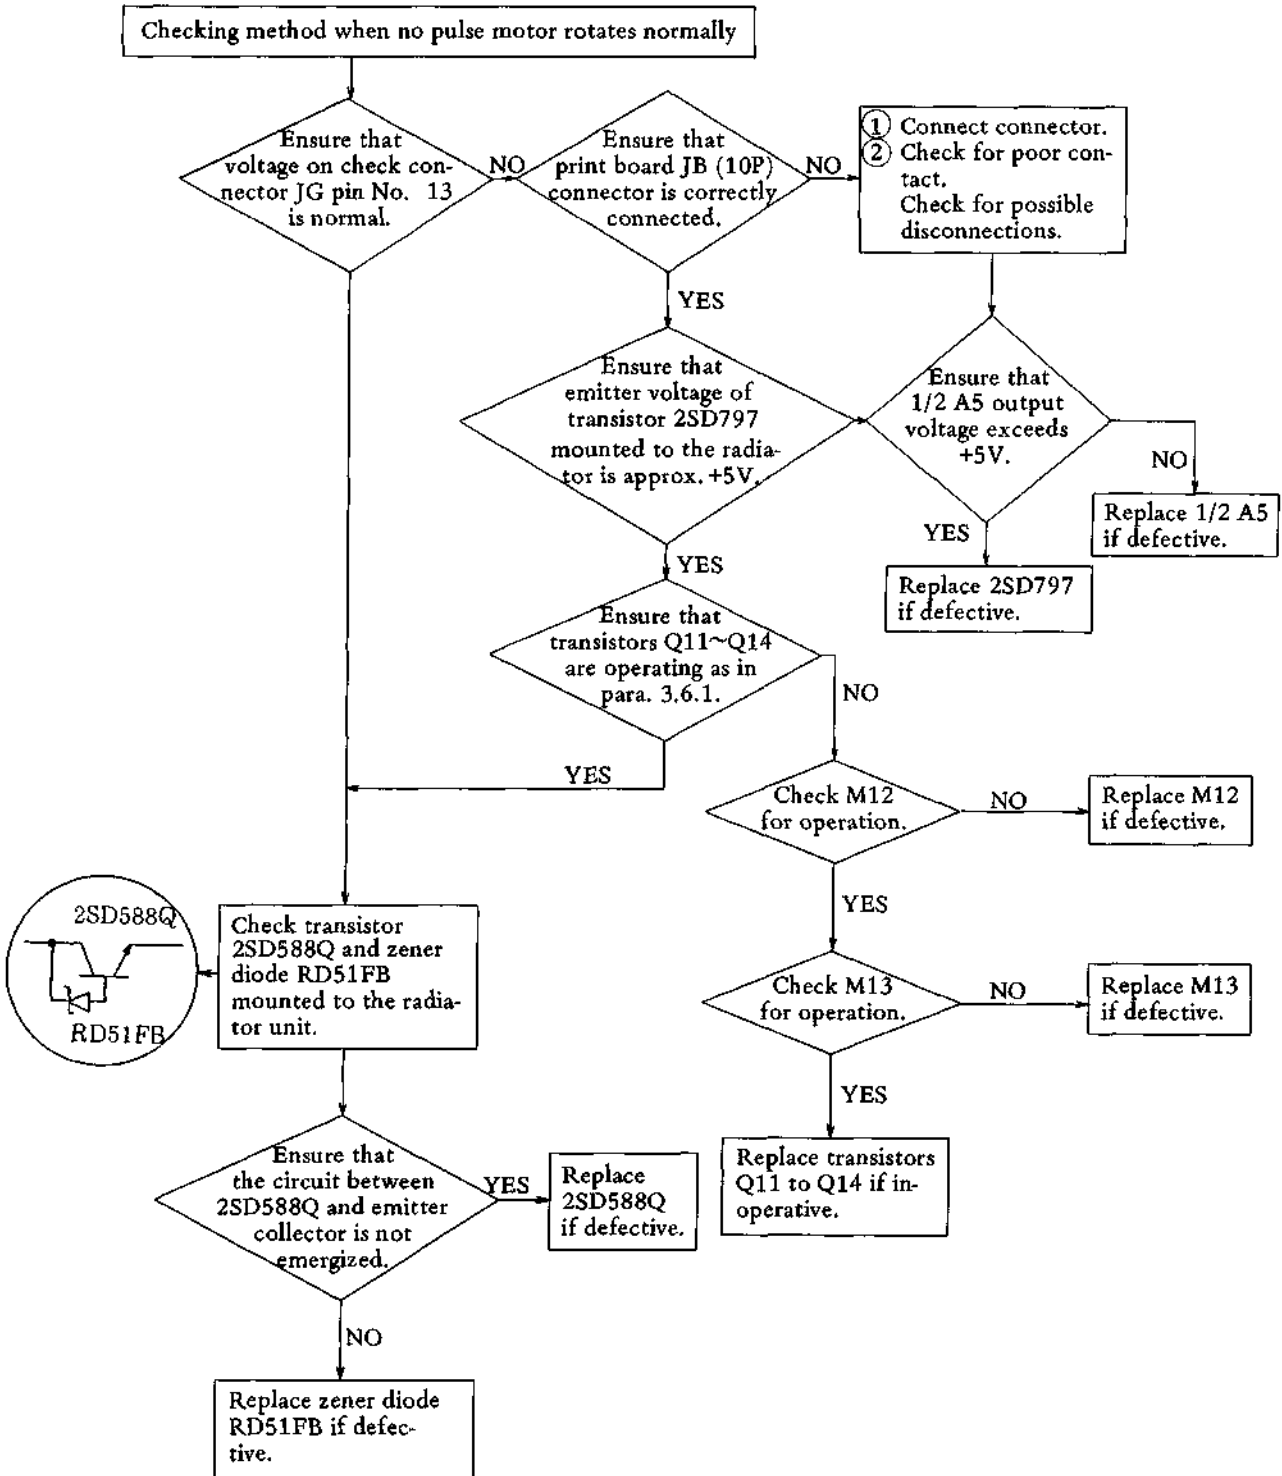 Checking method when no pulse motor rotates normally
Ensure that
voltage on check con-
nector JG pin No. 13
is normal.
NO
Ensure that
print board JB (10P)
connector is correctly
connected.
NO
1 Connect connector.
2 Check for poor con-
tact.
Check for possible
disconnections.
YES
Ensure that
emitter voltage of
transistor 2SD797
mounted to the radia-
tor is approx. +5V.
Ensure that
1/2 A5 output
voltage exceeds
+5V.
NO
Replace 1/2 A5
if defective.
YES
Replace 2SD797
if defective.
YES
Ensure that
transistors Q11~Q14
are operating as in
para. 3.6.1.
NO
YES
Check M12
for operation.
NO
Replace M12
if defective.
YES
2SD588Q
RD51FB
Check transistor
2SD588Q and zener
diode RD51FB
mounted to the radia-
tor unit.
Check M13
for operation.
NO
Replace M13
if defective.
YES
Ensure that
the circuit between
2SD588Q and emitter
collector is not
emergized.
YES
Replace
2SD588Q
if defective.
Replace transistors
Q11 to Q14 if in-
operative.
NO
Replace zener diode
RD51FB if defec-
tive.